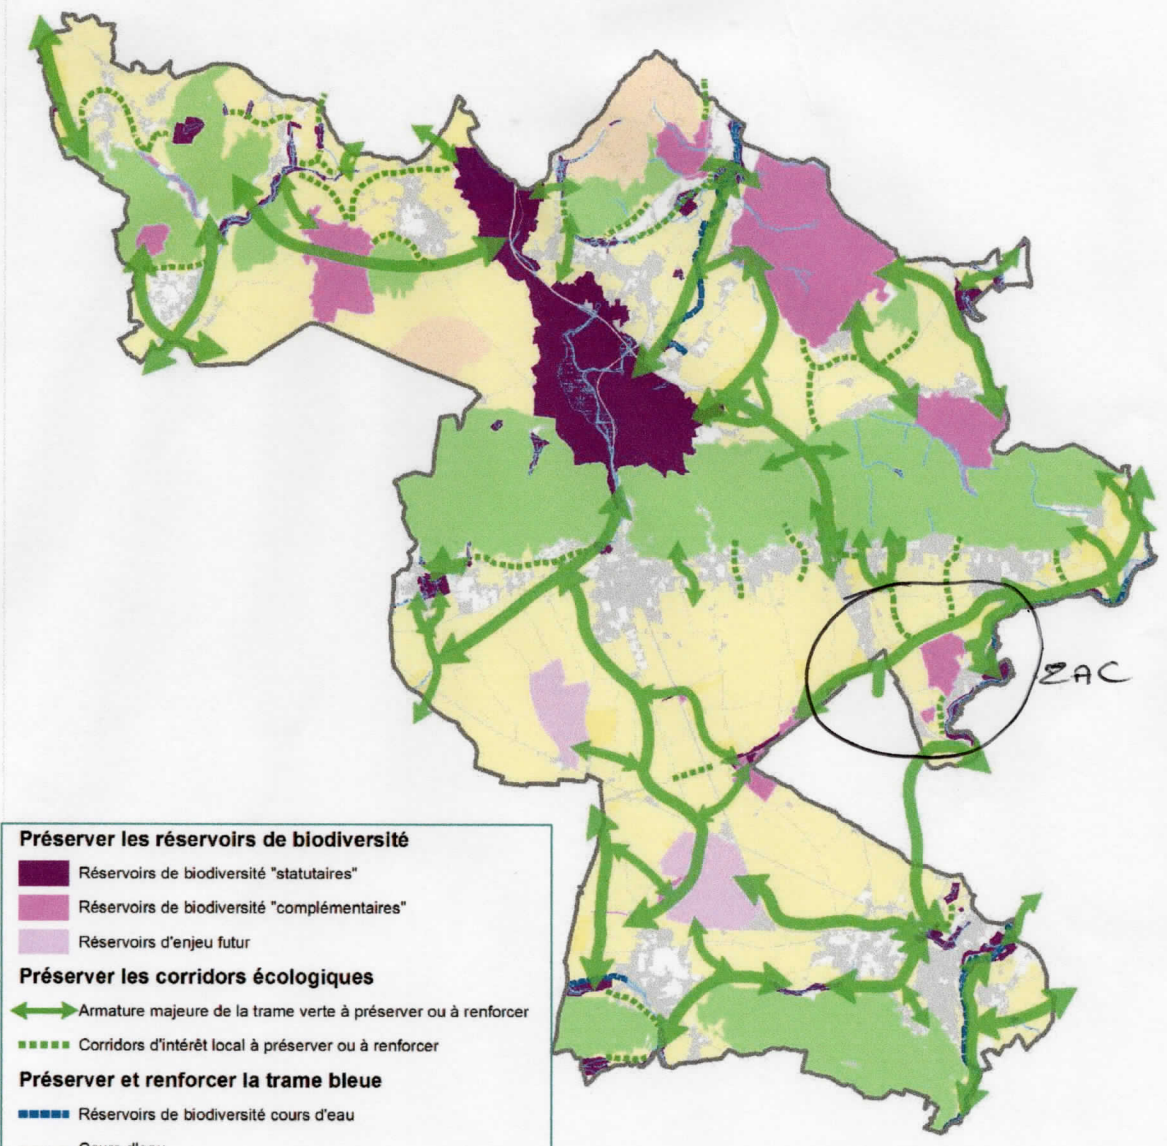 ZAC
Préserver les réservoirs de biodiversité
Réservoirs de biodiversité "statutaires"
Réservoirs de biodiversité "complémentaires"
Réservoirs d'enjeu futur
Préserver les corridors écologiques
Armature majeure de la trame verte à préserver ou à renforcer
Corridors d'intérêt local à préserver ou à renforcer
Préserver et renforcer la trame bleue
Réservoirs de biodiversité cours d'eau